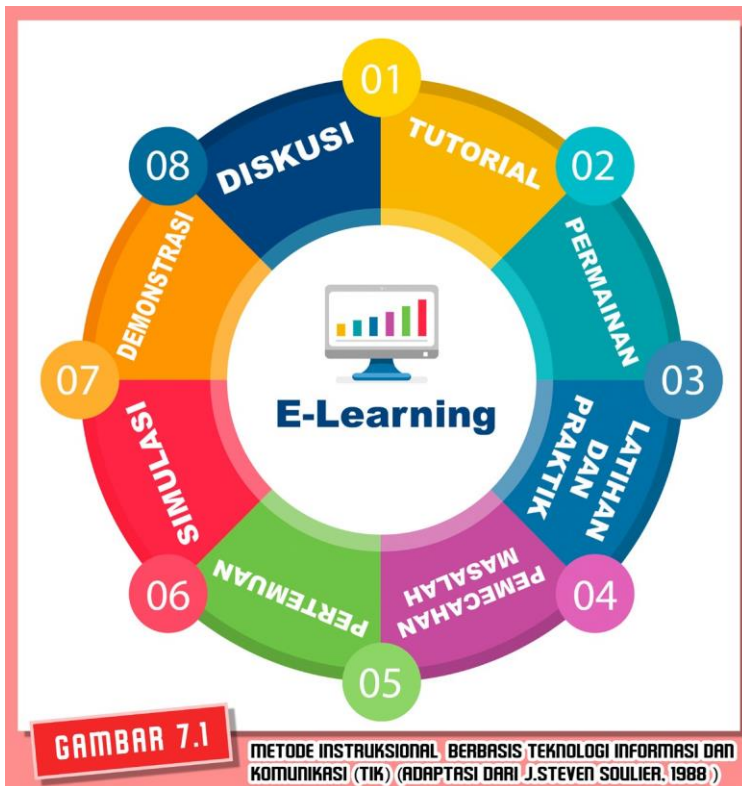 01
TUTORIAL
02
PERMAINAN
03
LATIHAN
DAN
PRAKTIK
04
PEMECAHAN
MASALAH
05
PERTEMUAN
06
SIMULASI
07
DEMONSTRASI
08
DISKUSI
E-Learning
GAMBAR 7.1
METODE INSTRUKSIONAL BERBASIS TEKNOLOGI INFORMASI DAN
KOMUNIKASI (TIK) (ADAPTASI DARI J.STEVEN SOULIER. 1988 )